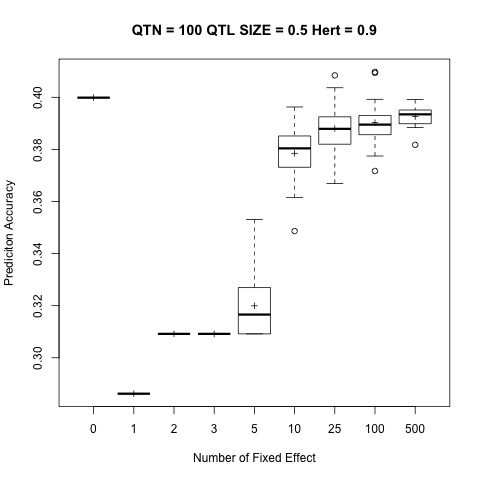 QTN = 100 QTL SIZE = 0.5 Hert = 0.9
Prediciton Accuracy
0.40
0.38
0.36
0.34
0.32
0.30
0 1 2 3 5 10 25 100 500
Number of Fixed Effect